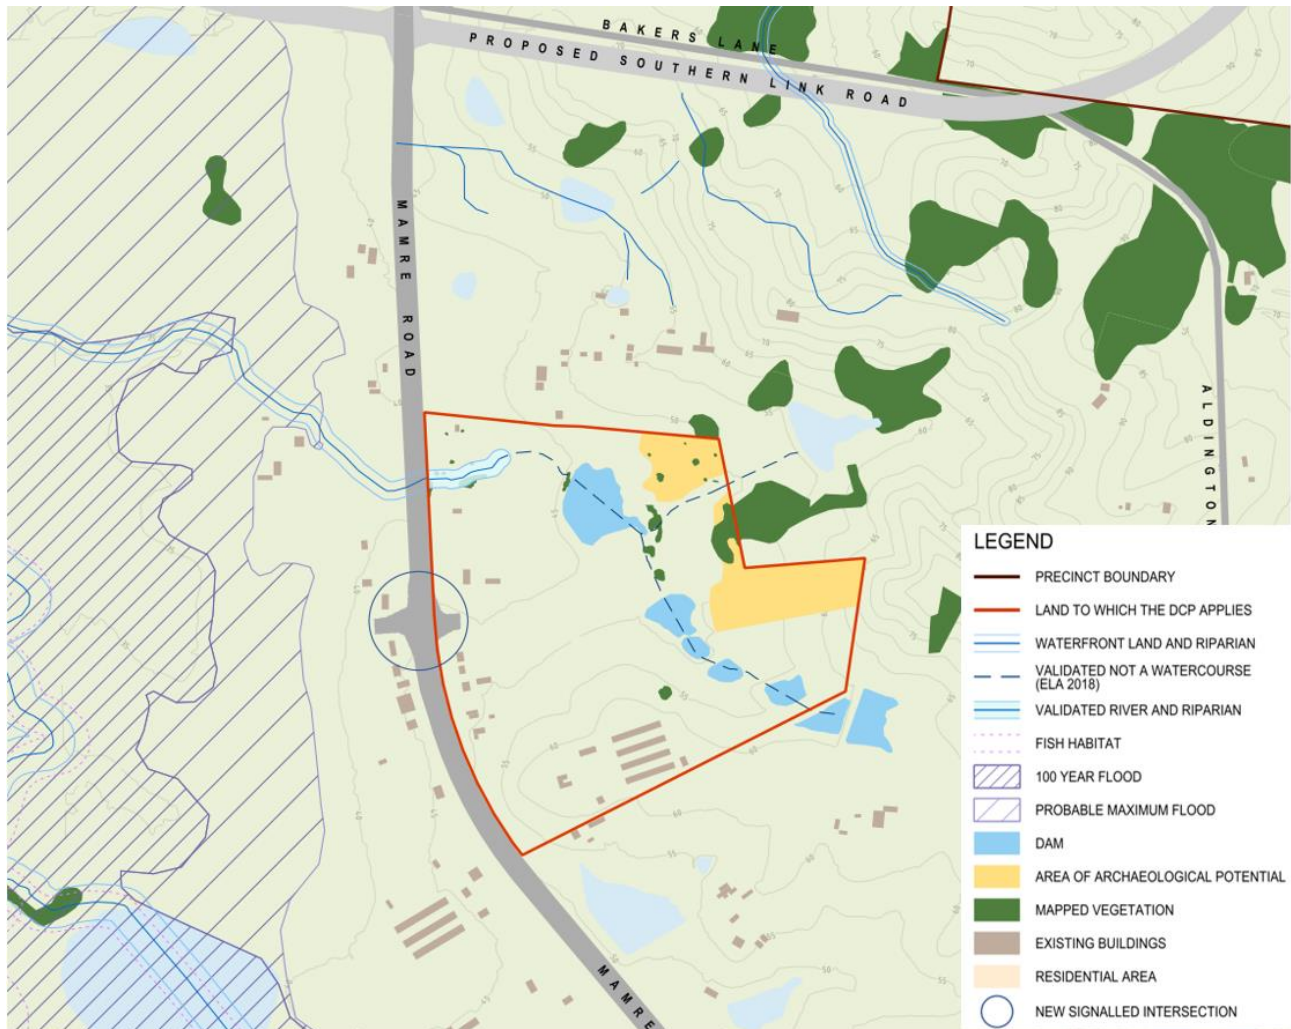 BAKERS LANE
PROPOSED SOUTHERN LINK ROAD
MAMRE ROAD
ALDINGTON
MAMRE
LEGEND
PRECINCT BOUNDARY
LAND TO WHICH THE DCP APPLIES
WATERFRONT LAND AND RIPARIAN
VALIDATED NOT A WATERCOURSE
(ELA 2018)
VALIDATED RIVER AND RIPARIAN
FISH HABITAT
100 YEAR FLOOD
PROBABLE MAXIMUM FLOOD
DAM
AREA OF ARCHAEOLOGICAL POTENTIAL
MAPPED VEGETATION
EXISTING BUILDINGS
RESIDENTIAL AREA
NEW SIGNALLED INTERSECTION